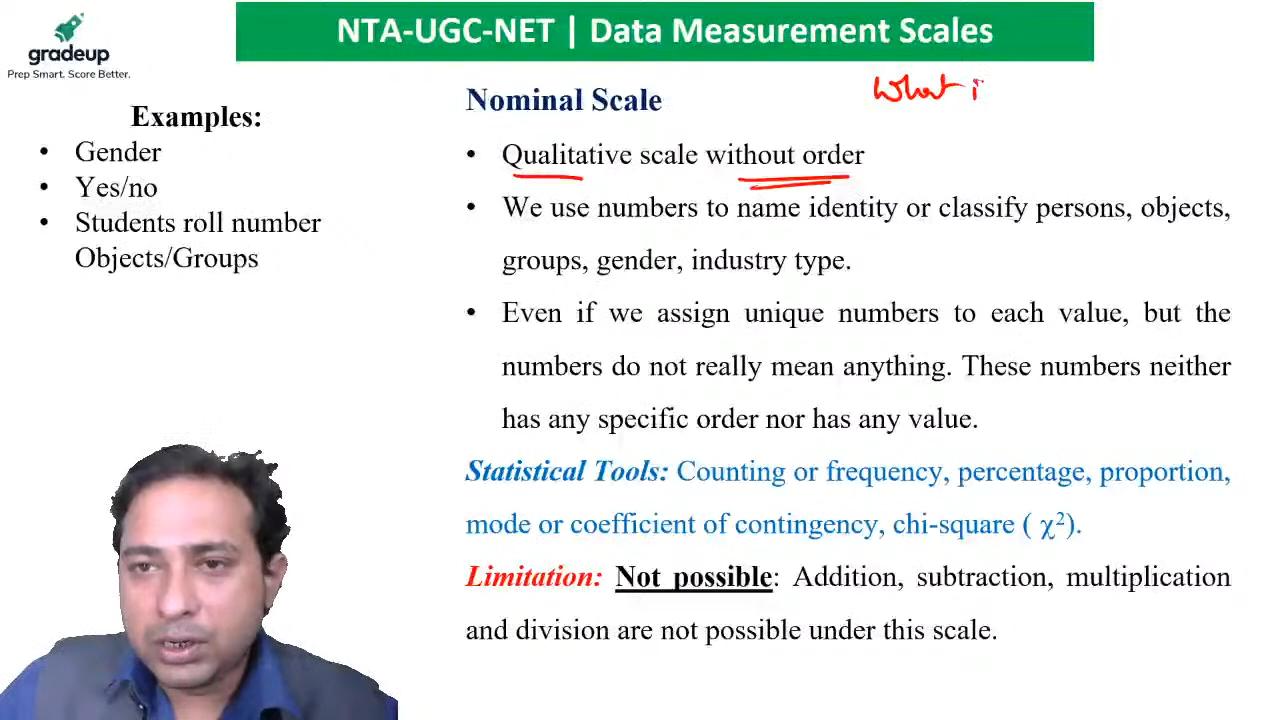 gradeup
Prep Smart. Score Better.
NTA-UGC-NET | Data Measurement Scales
What i
Examples:
• Gender
• Yes/no
• Students roll number
Objects/Groups
Nominal Scale
• Qualitative scale without order
• We use numbers to name identity or classify persons, objects,
groups, gender, industry type.
• Even if we assign unique numbers to each value, but the
numbers do not really mean anything. These numbers neither
has any specific order nor has any value.
Statistical Tools: Counting or frequency, percentage, proportion,
mode or coefficient of contingency, chi-square ( χ²).
Limitation: Not possible: Addition, subtraction, multiplication
and division are not possible under this scale.